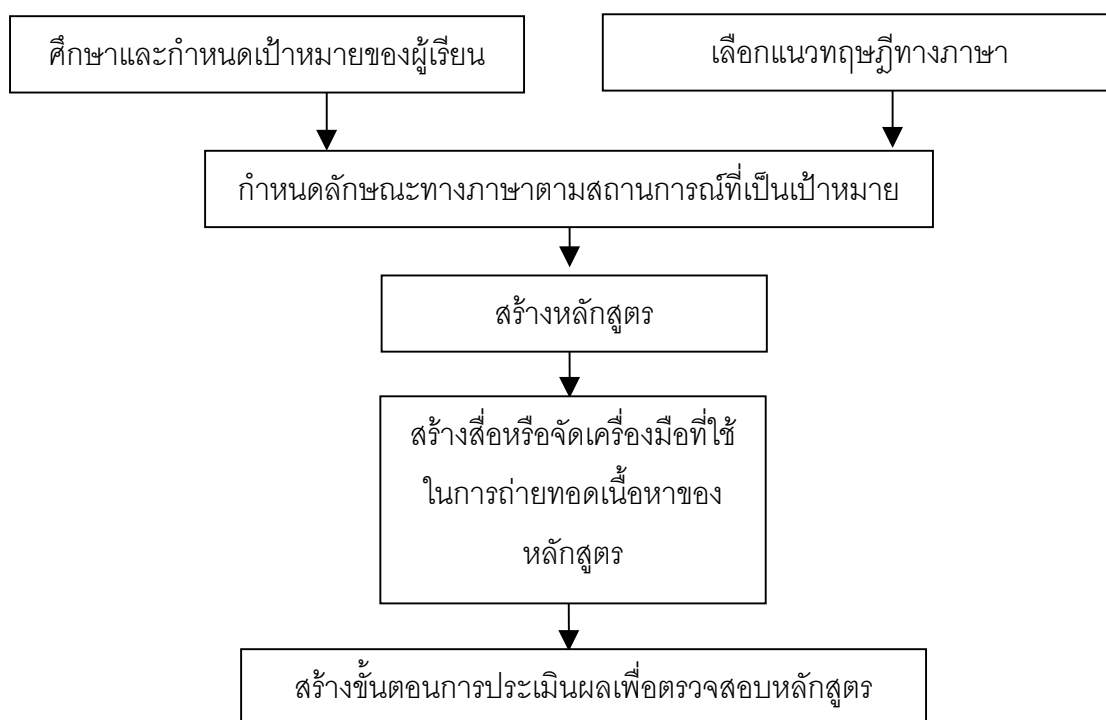 ศึกษาและกำหนดเป้าหมายของผู้เรียน
เลือกแนวทฤษฎีทางภาษา
กำหนดลักษณะทางภาษาตามสถานการณ์ที่เป็นเป้าหมาย
สร้างหลักสูตร
สร้างสื่อหรือจัดเครื่องมือที่ใช้
ในการถ่ายทอดเนื้อหาของ
หลักสูตร
สร้างขั้นตอนการประเมินผลเพื่อตรวจสอบหลักสูตร